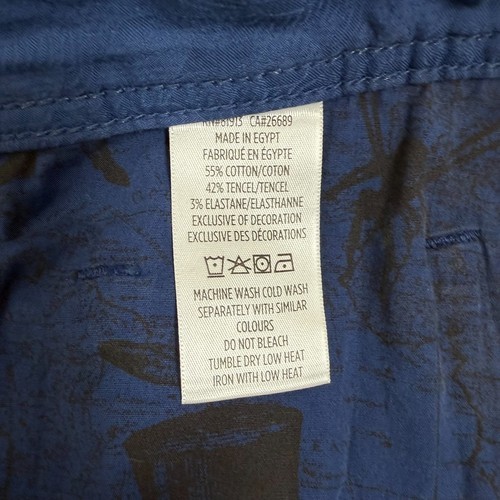 RN#81913 CA#26689
MADE IN EGYPT
FABRIQUÉ EN ÉGYPTE
55% COTTON/COTON
42% TENCEL/TENCEL
3% ELASTANE/ELASTHANNE
EXCLUSIVE OF DECORATION
EXCLUSIVE DES DÉCORATIONS
MACHINE WASH COLD WASH
SEPARATELY WITH SIMILAR
COLOURS
DO NOT BLEACH
TUMBLE DRY LOW HEAT
IRON WITH LOW HEAT